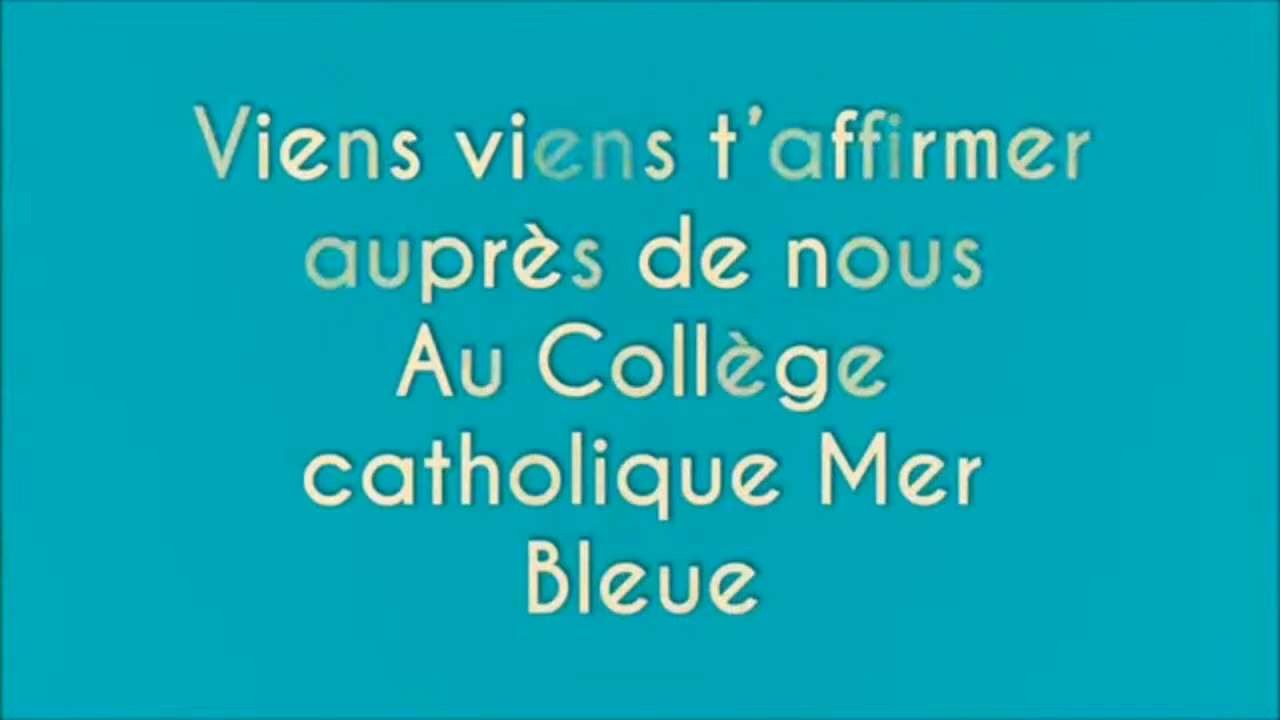 Viens viens t’affirmer
auprès de nous
Au Collège
catholique Mer
Bleue